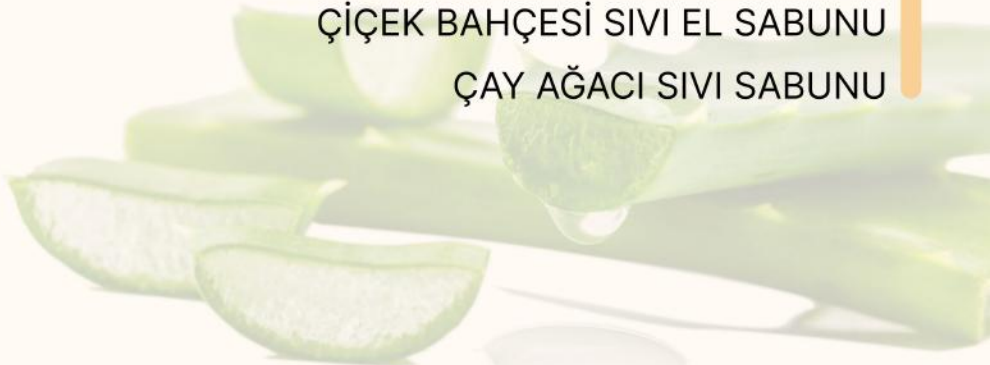 ÇİÇEK BAHÇESİ SIVI EL SABUNU
ÇAY AĞACI SIVI SABUNU